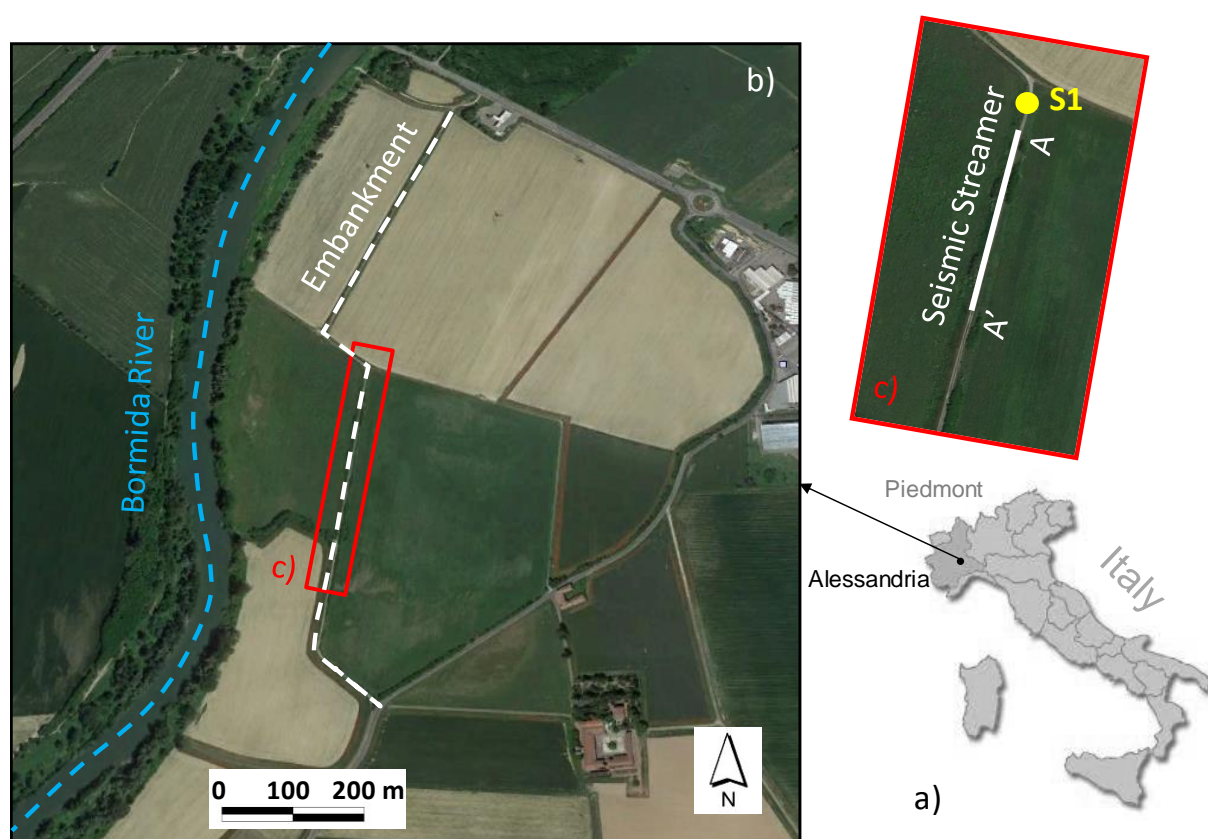 b)
Embankment
Bormida River
c)
0 100 200 m
N
S1
A
Seismic Streamer
A'
c)
Piedmont
Alessandria
Italy
a)